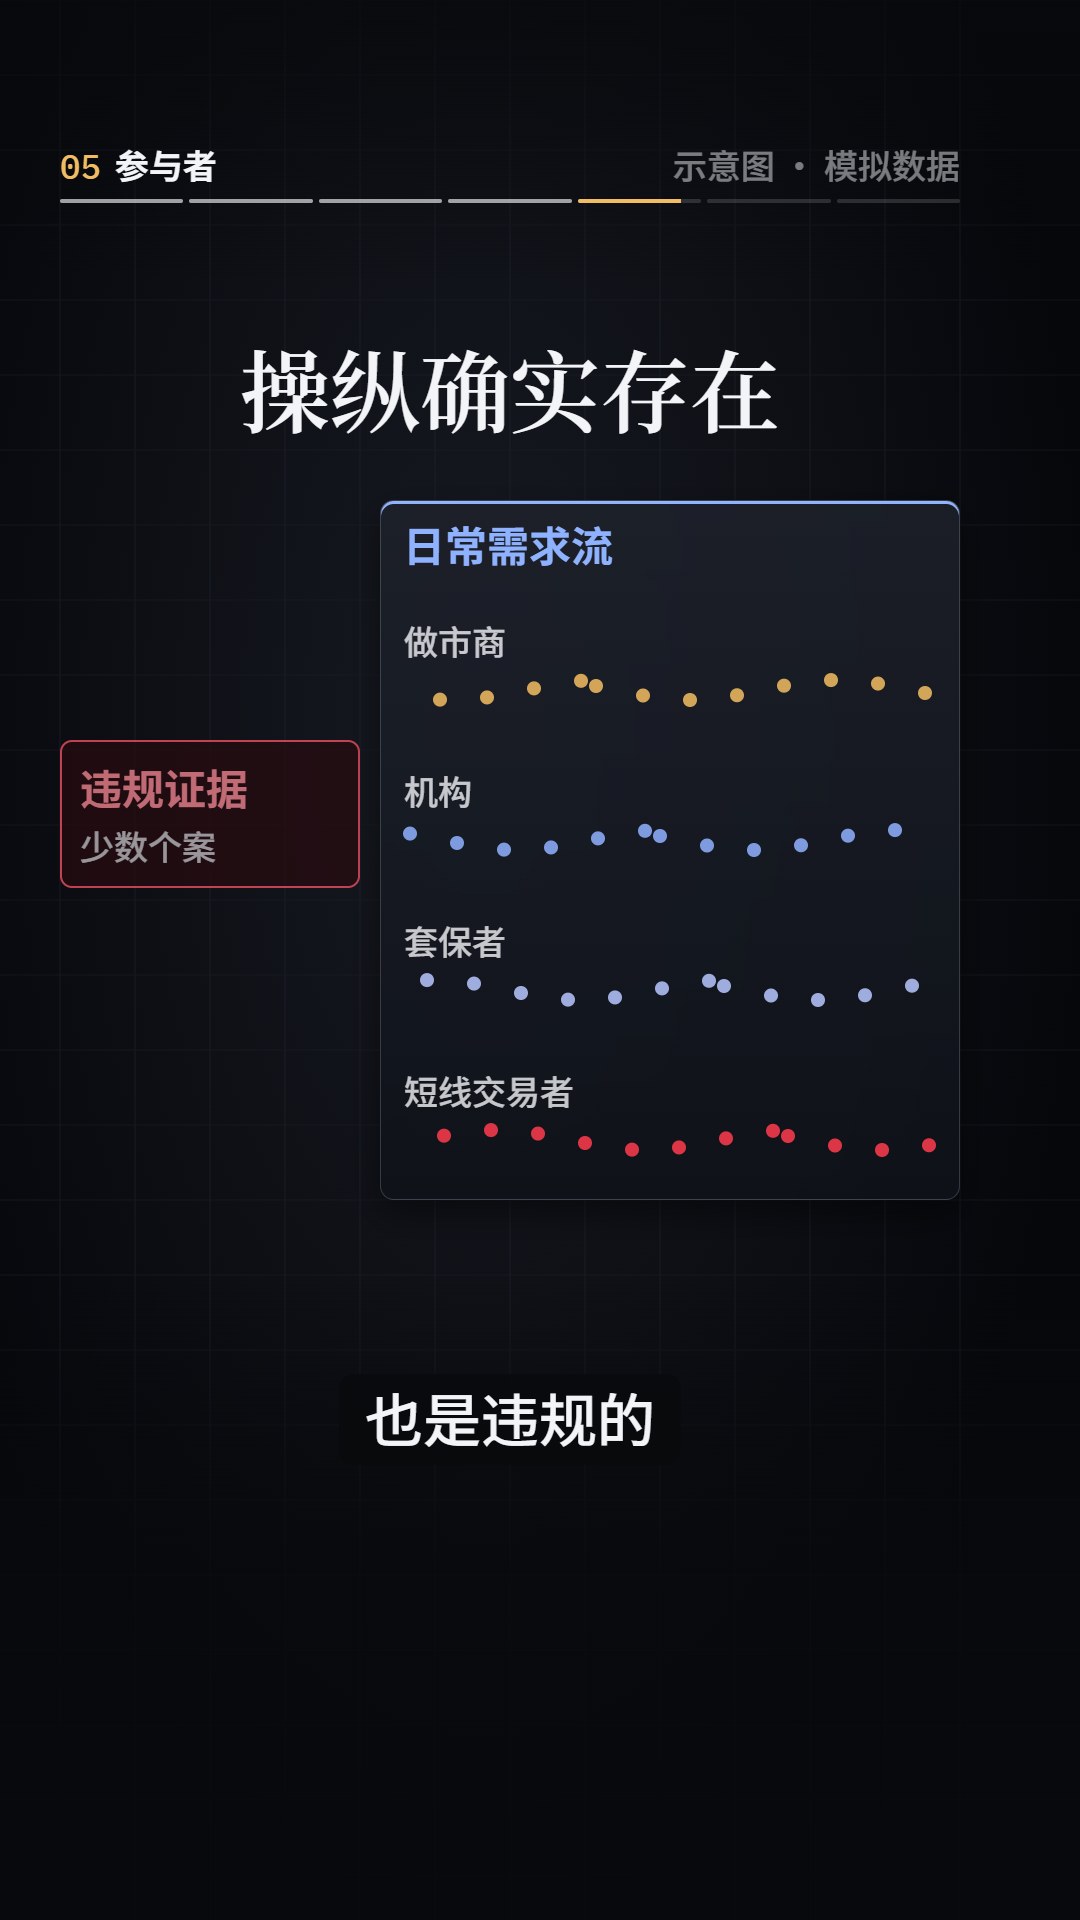 05 参与者
示意图 · 模拟数据
操纵确实存在
日常需求流
做市商
机构
违规证据
少数个案
套保者
短线交易者
也是违规的